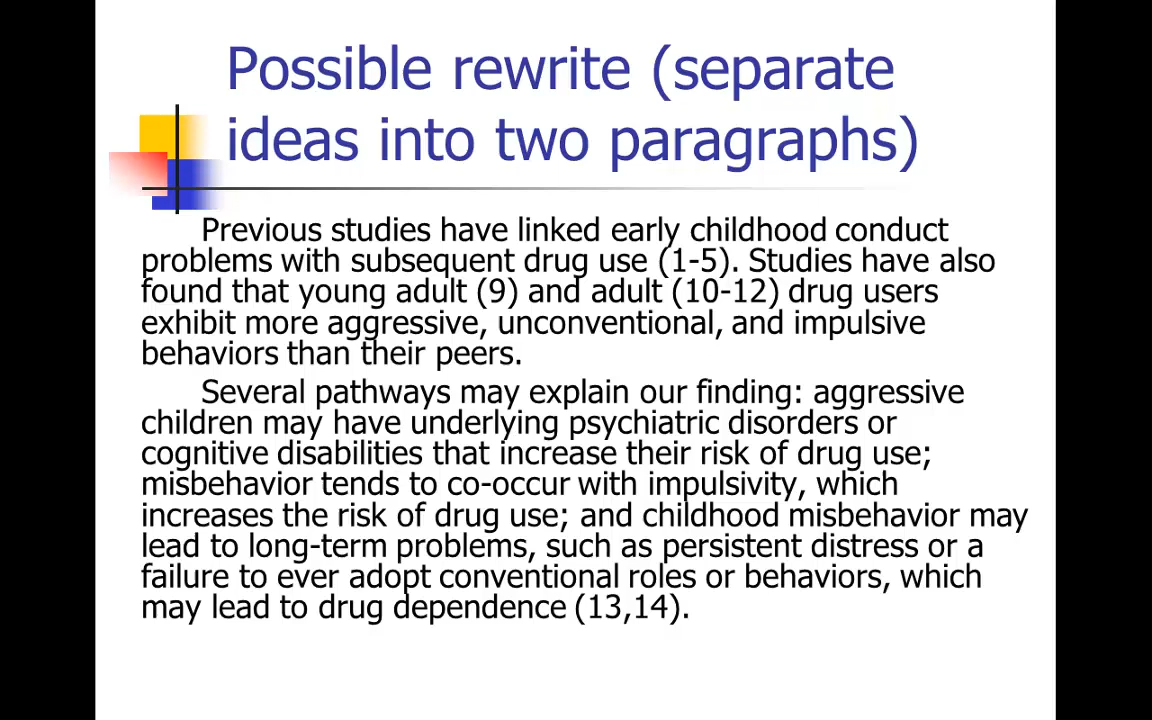 Possible rewrite (separate
ideas into two paragraphs)
Previous studies have linked early childhood conduct
problems with subsequent drug use (1-5). Studies have also
found that young adult (9) and adult (10-12) drug users
exhibit more aggressive, unconventional, and impulsive
behaviors than their peers.
Several pathways may explain our finding: aggressive
children may have underlying psychiatric disorders or
cognitive disabilities that increase their risk of drug use;
misbehavior tends to co-occur with impulsivity, which
increases the risk of drug use; and childhood misbehavior may
lead to long-term problems, such as persistent distress or a
failure to ever adopt conventional roles or behaviors, which
may lead to drug dependence (13,14).